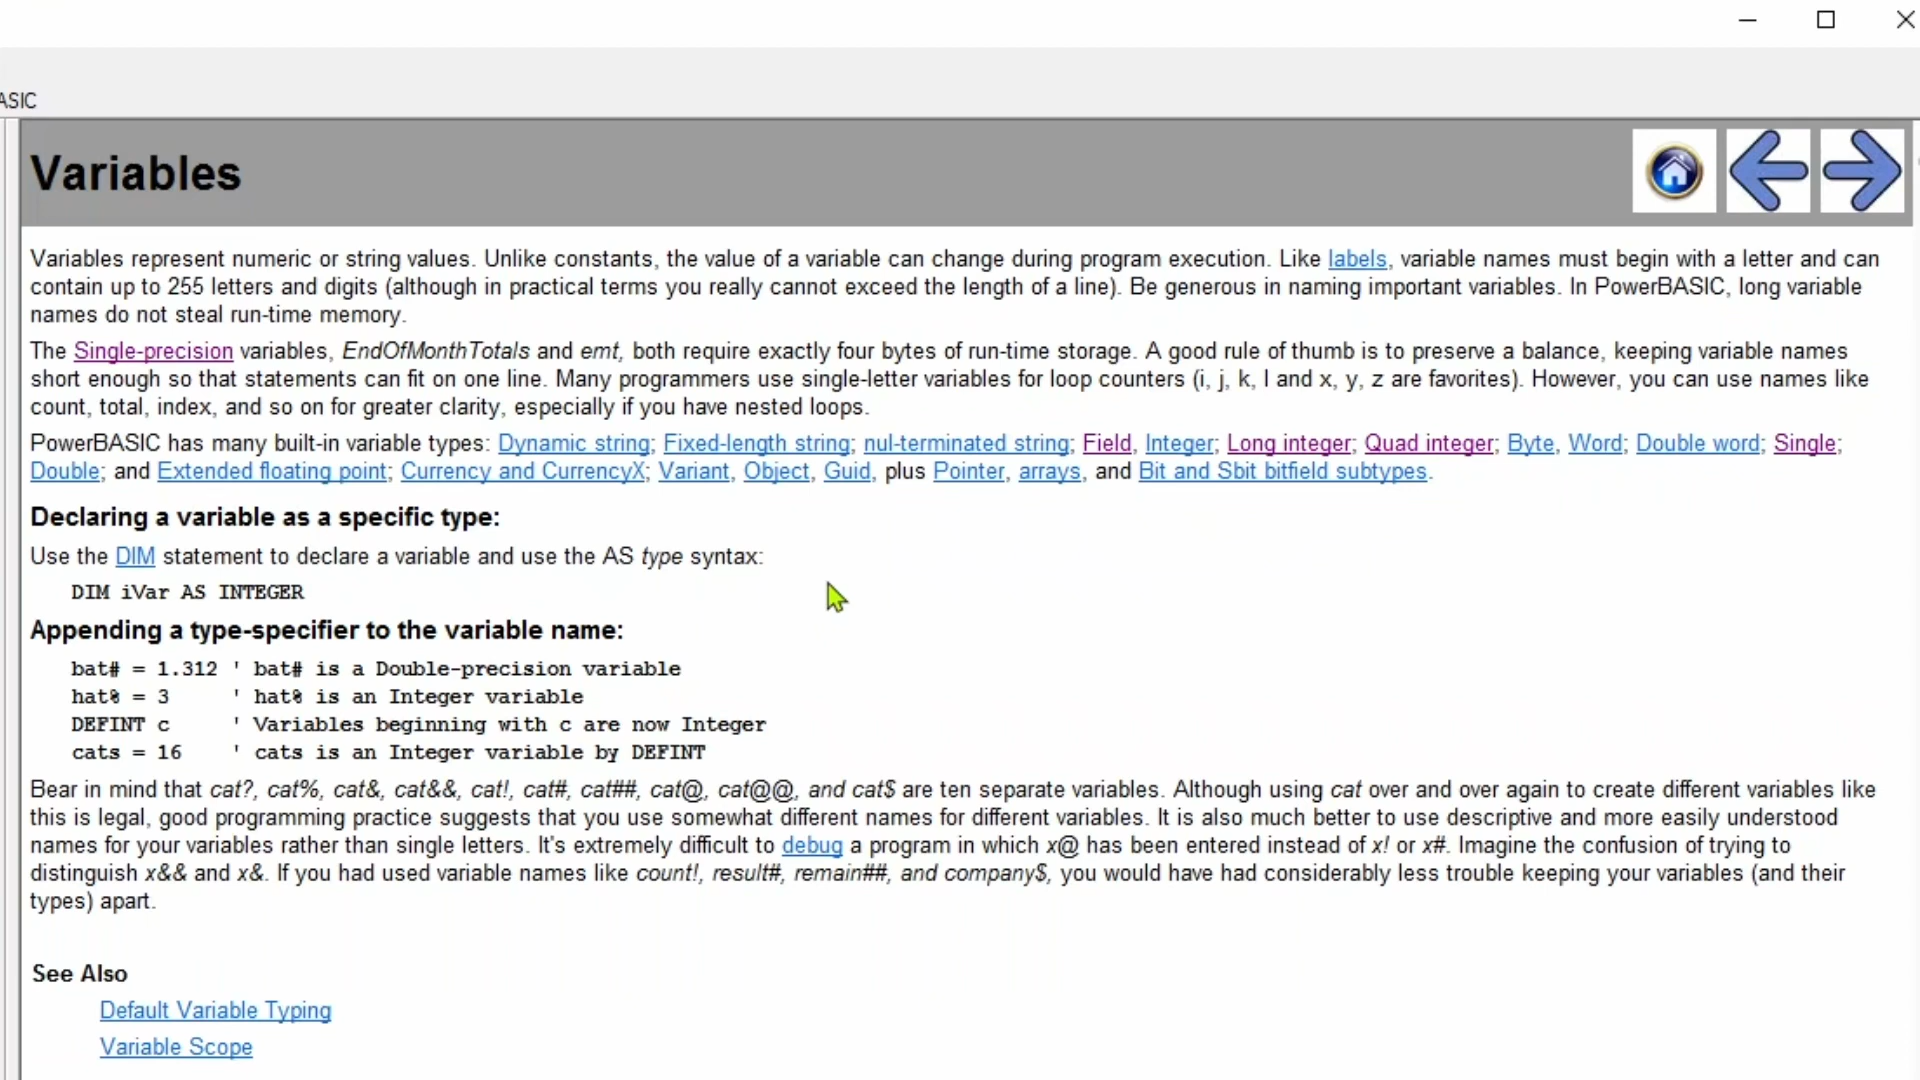 ASIC
Variables
Variables represent numeric or string values. Unlike constants, the value of a variable can change during program execution. Like labels, variable names must begin with a letter and can
contain up to 255 letters and digits (although in practical terms you really cannot exceed the length of a line). Be generous in naming important variables. In PowerBASIC, long variable
names do not steal run-time memory.
The Single-precision variables, EndOfMonthTotals and emt, both require exactly four bytes of run-time storage. A good rule of thumb is to preserve a balance, keeping variable names
short enough so that statements can fit on one line. Many programmers use single-letter variables for loop counters (i, j, k, l and x, y, z are favorites). However, you can use names like
count, total, index, and so on for greater clarity, especially if you have nested loops.
PowerBASIC has many built-in variable types: Dynamic string; Fixed-length string; nul-terminated string; Field, Integer; Long integer; Quad integer; Byte, Word; Double word; Single;
Double; and Extended floating point; Currency and CurrencyX; Variant, Object, Guid, plus Pointer, arrays, and Bit and Sbit bitfield subtypes.
Declaring a variable as a specific type:
Use the DIM statement to declare a variable and use the AS type syntax:
DIM iVar AS INTEGER
Appending a type-specifier to the variable name:
bat# = 1.312 ' bat# is a Double-precision variable
hat% = 3 ' hat% is an Integer variable
DEFINT c ' Variables beginning with c are now Integer
cats = 16 ' cats is an Integer variable by DEFINT
Bear in mind that cat?, cat%, cat&, cat&&, cat!, cat#, cat##, cat@, cat@@, and cat$ are ten separate variables. Although using cat over and over again to create different variables like
this is legal, good programming practice suggests that you use somewhat different names for different variables. It is also much better to use descriptive and more easily understood
names for your variables rather than single letters. It's extremely difficult to debug a program in which x@ has been entered instead of x! or x#. Imagine the confusion of trying to
distinguish x&& and x&. If you had used variable names like count!, result#, remain##, and company$, you would have had considerably less trouble keeping your variables (and their
types) apart.
See Also
Default Variable Typing
Variable Scope